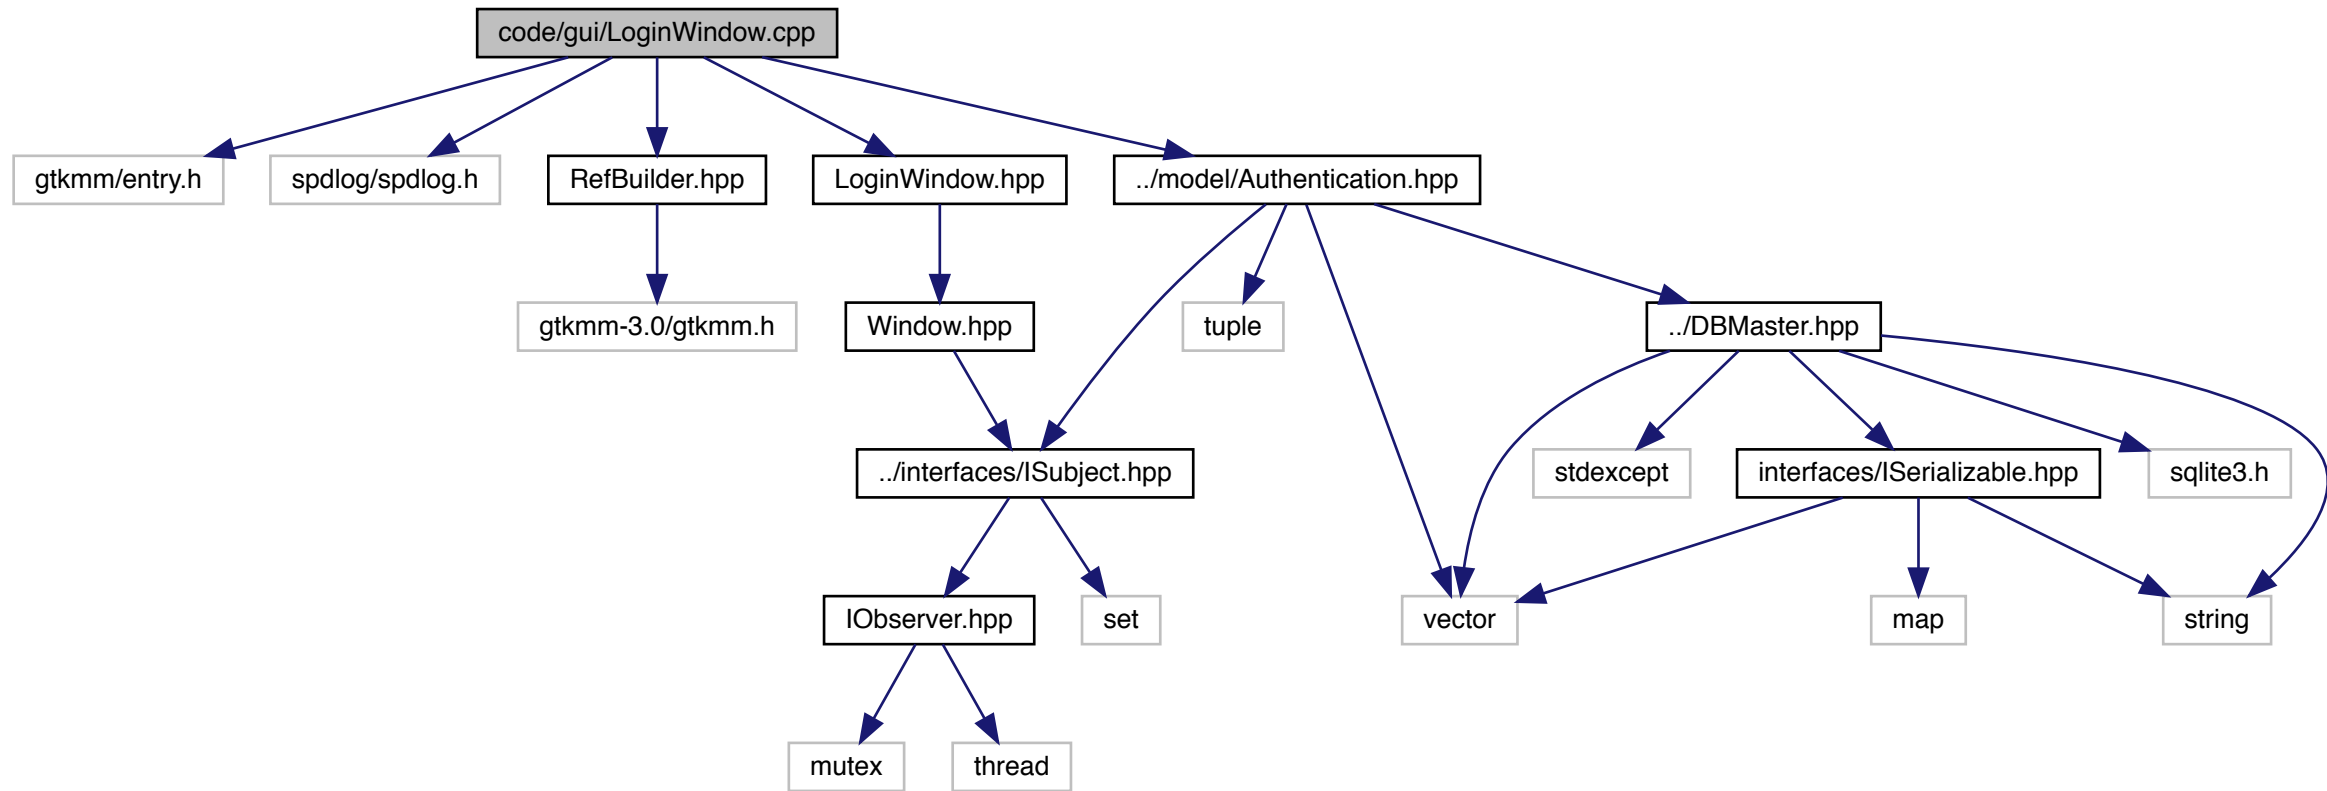 code/gui/LoginWindow.cpp
gtkmm/entry.h
spdlog/spdlog.h
RefBuilder.hpp
LoginWindow.hpp
../model/Authentication.hpp
gtkmm-3.0/gtkmm.h
Window.hpp
tuple
../DBMaster.hpp
../interfaces/ISubject.hpp
stdexcept
interfaces/ISerializable.hpp
sqlite3.h
IObserver.hpp
set
vector
map
string
mutex
thread